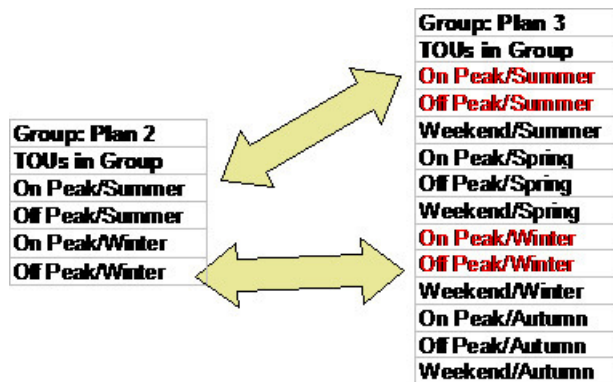 Group: Plan 2
TOUs in Group
On Peak/Summer
Off Peak/Summer
On Peak/Winter
Off Peak/Winter
Group: Plan 3
TOUs in Group
On Peak/Summer
Off Peak/Summer
Weekend/Summer
On Peak/Spring
Off Peak/Spring
Weekend/Spring
On Peak/Winter
Off Peak/Winter
Weekend/Winter
On Peak/Autumn
Off Peak/Autumn
Weekend/Autumn